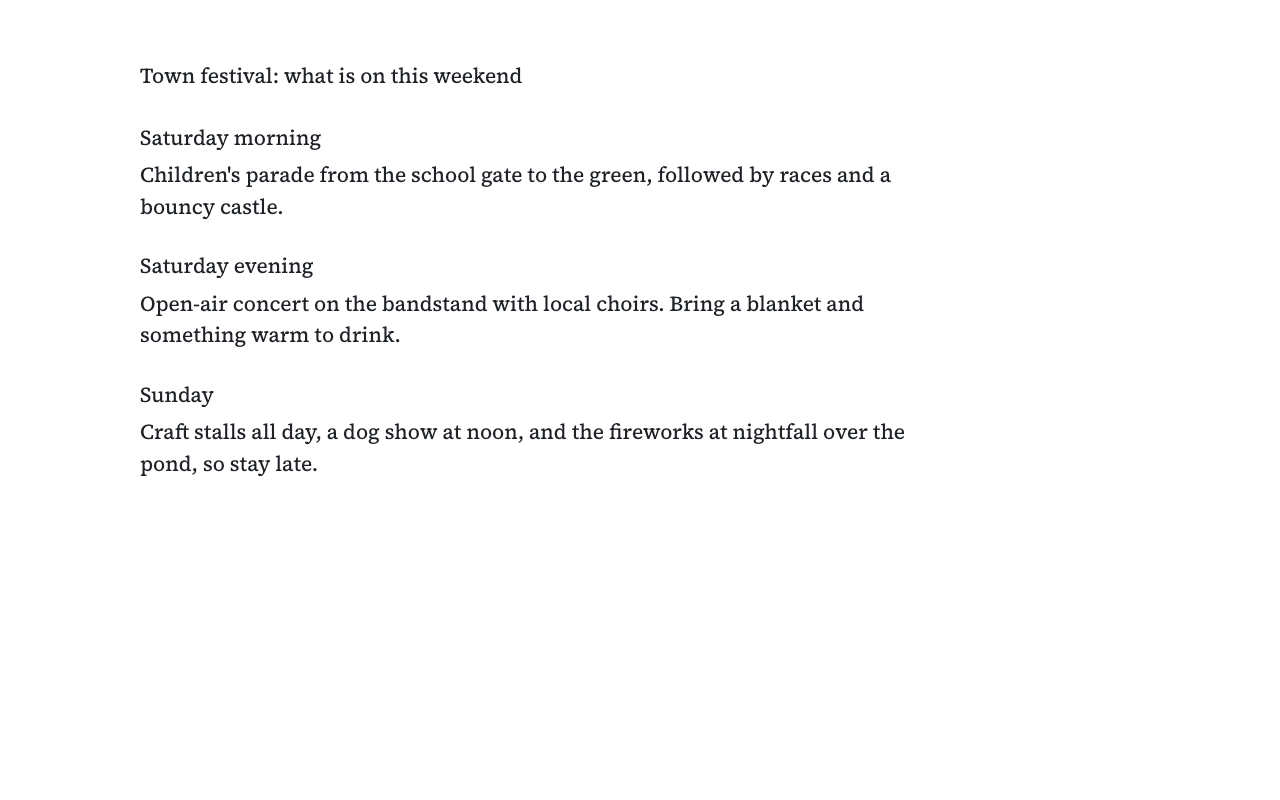 Town festival: what is on this weekend
Saturday morning
Children's parade from the school gate to the green, followed by races and a
bouncy castle.
Saturday evening
Open-air concert on the bandstand with local choirs. Bring a blanket and
something warm to drink.
Sunday
Craft stalls all day, a dog show at noon, and the fireworks at nightfall over the
pond, so stay late.